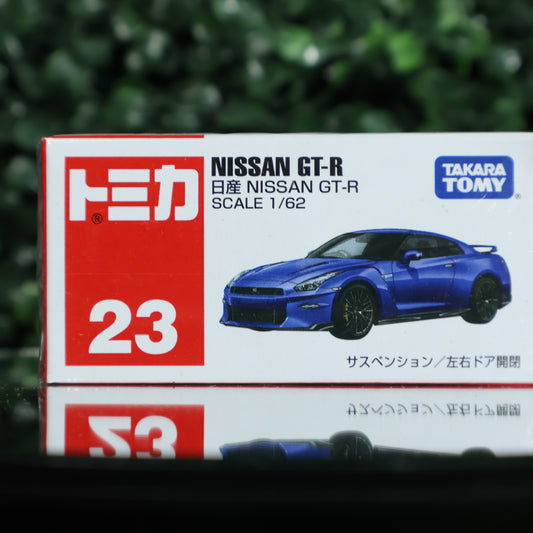 トミカ
®
23
NISSAN GT-R
日産 NISSAN GT-R
SCALE 1/62
TAKARA
TOMY
®
サスペンション/左右ドア開閉